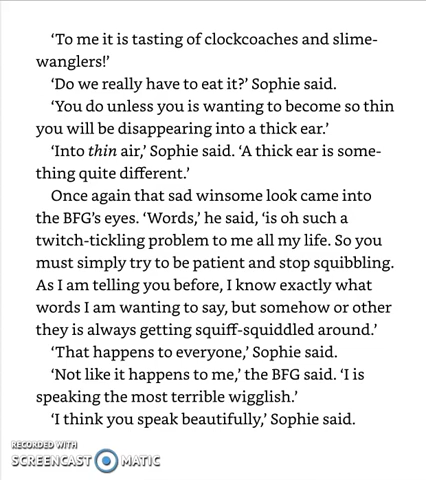 ‘To me it is tasting of clockcoaches and slime-
wanglers!’
‘Do we really have to eat it?’ Sophie said.
‘You do unless you is wanting to become so thin
you will be disappearing into a thick ear.’
‘Into thin air,’ Sophie said. ‘A thick ear is some-
thing quite different.’
Once again that sad winsome look came into
the BFG’s eyes. ‘Words,’ he said, ‘is oh such a
twitch-tickling problem to me all my life. So you
must simply try to be patient and stop squibbling.
As I am telling you before, I know exactly what
words I am wanting to say, but somehow or other
they is always getting squiff-squiddled around.’
‘That happens to everyone,’ Sophie said.
‘Not like it happens to me,’ the BFG said. ‘I is
speaking the most terrible wigglish.’
‘I think you speak beautifully,’ Sophie said.
RECORDED WITH
SCREENCAST MATIC